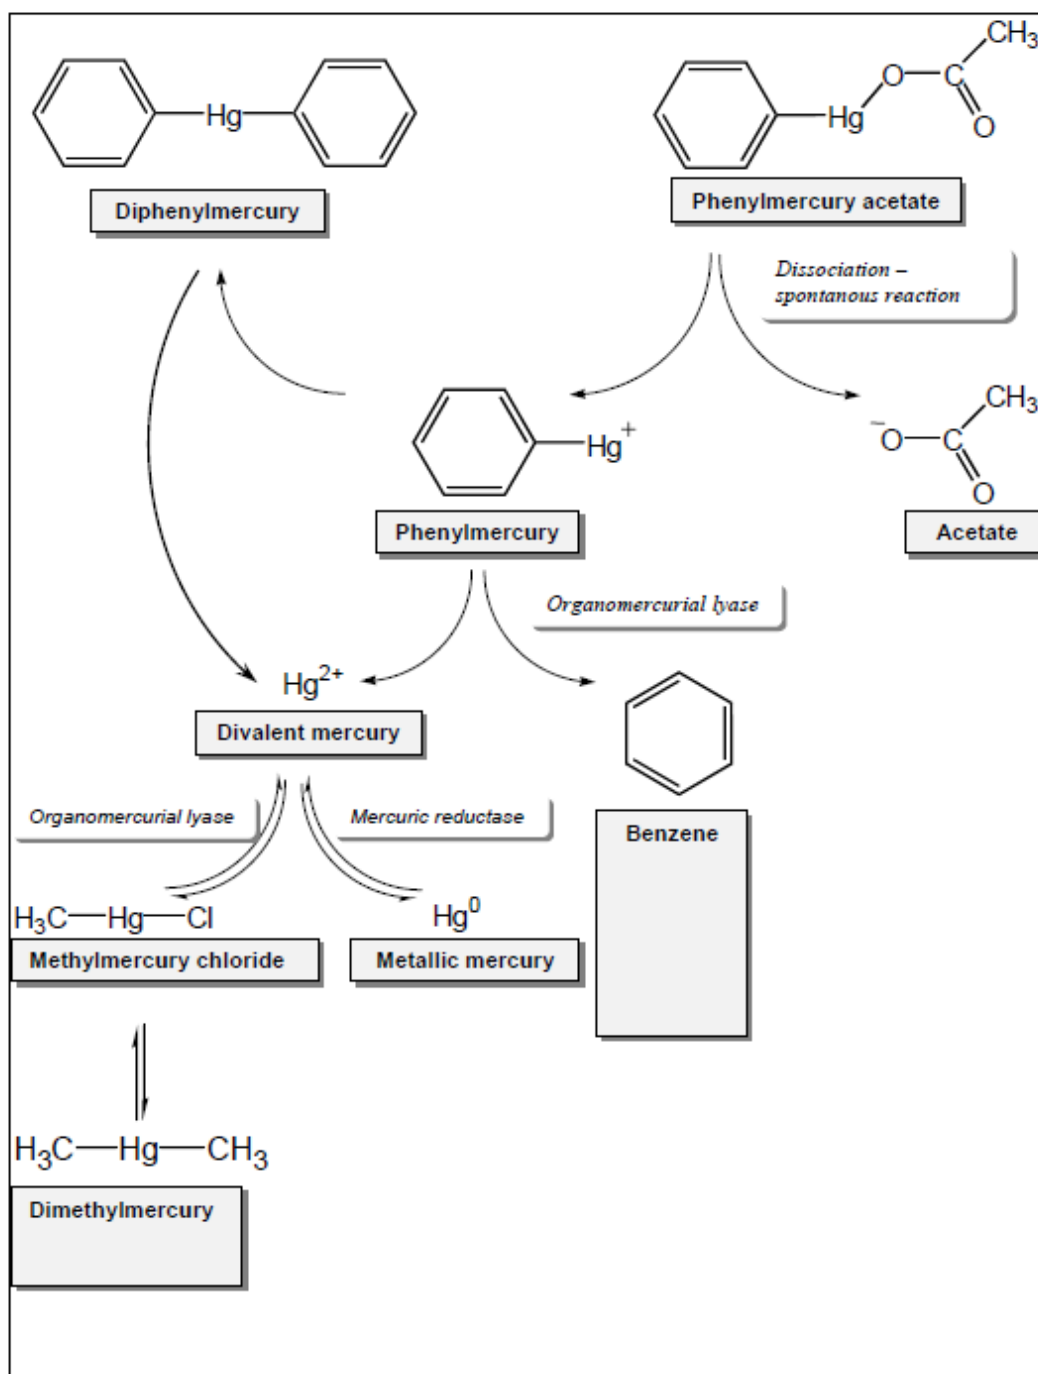 CH3
O C
Hg Hg
O
Diphenylmercury
Phenylmercury acetate
Dissociation –
spontanous reaction
CH3
Hg+
−O C
O
Phenylmercury
Acetate
Organomercurial lyase
Hg2+
Divalent mercury
Organomercurial lyase
Mercuric reductase
Benzene
H3C Hg Cl
Hg0
Methylmercury chloride
Metallic mercury
H3C Hg CH3
Dimethylmercury